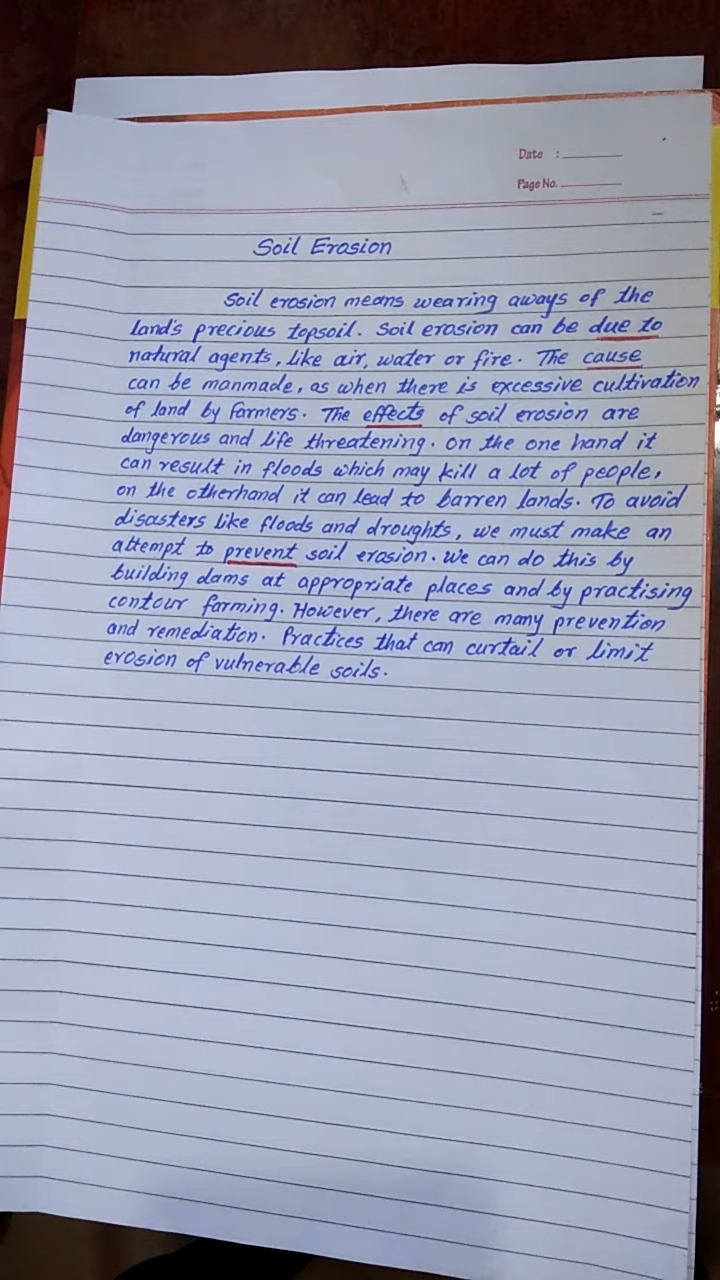 Date :
Page No.
Soil Erosion
Soil erosion means wearing aways of the
land's precious topsoil. Soil erosion can be due to
natural agents, like air, water or fire. The cause
can be manmade, as when there is excessive cultivation
of land by farmers. The effects of soil erosion are
dangerous and life threatening. on the one hand it
can result in floods which may kill a lot of people,
on the otherhand it can lead to barren lands. To avoid
disasters like floods and droughts, we must make an
attempt to prevent soil erosion. we can do this by
building dams at appropriate places and by practising
contour farming. However, there are many prevention
and remediation. Practices that can curtail or limit
erosion of vulnerable soils.